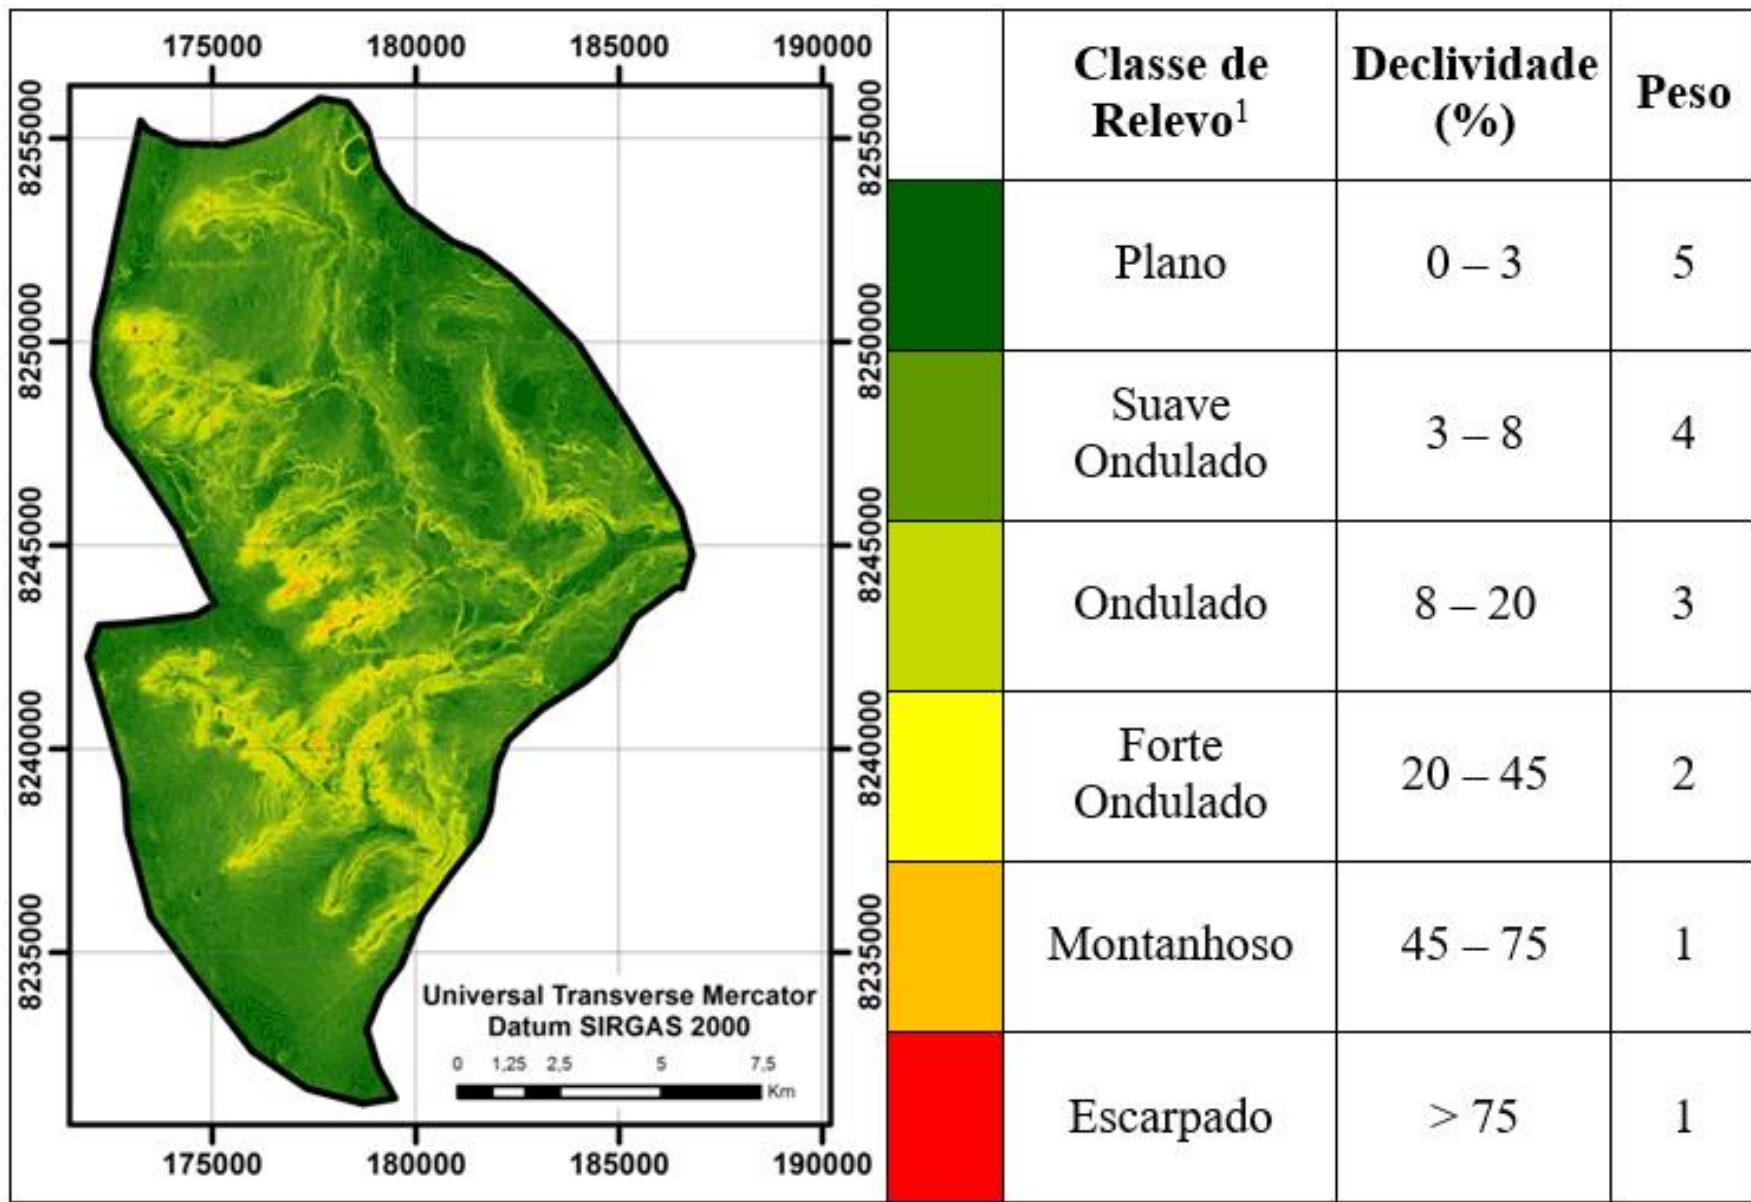 175000 180000 185000 190000
8255000 8255000
8250000 8250000
8245000 8245000
8240000 8240000
8235000 8235000
Universal Transverse Mercator
Datum SIRGAS 2000
0 1,25 2,5 5 7,5
Km
175000 180000 185000 190000
Classe de Relevo¹ Declividade (%) Peso
Plano 0 – 3 5
Suave Ondulado 3 – 8 4
Ondulado 8 – 20 3
Forte Ondulado 20 – 45 2
Montanhoso 45 – 75 1
Escarpado > 75 1